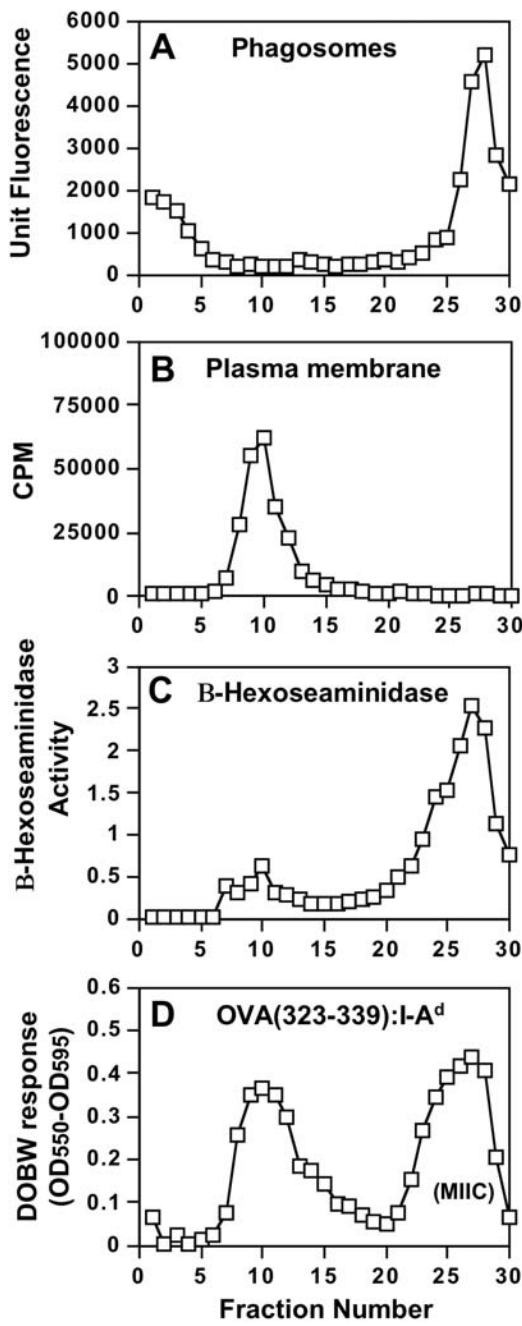 A Phagosomes
Unit Fluorescence
6000
5000
4000
3000
2000
1000
0
0 5 10 15 20 25 30
B Plasma membrane
CPM
100000
75000
50000
25000
0
0 5 10 15 20 25 30
C B-Hexoseaminidase
B-Hexoseaminidase
Activity
3
2.5
2
1.5
1
0.5
0
0 5 10 15 20 25 30
D OVA(323-339):I-Aᵈ
DOBW response
(OD550-OD595)
0.6
0.5
0.4
0.3
0.2
0.1
0
(MIIC)
0 5 10 15 20 25 30
Fraction Number